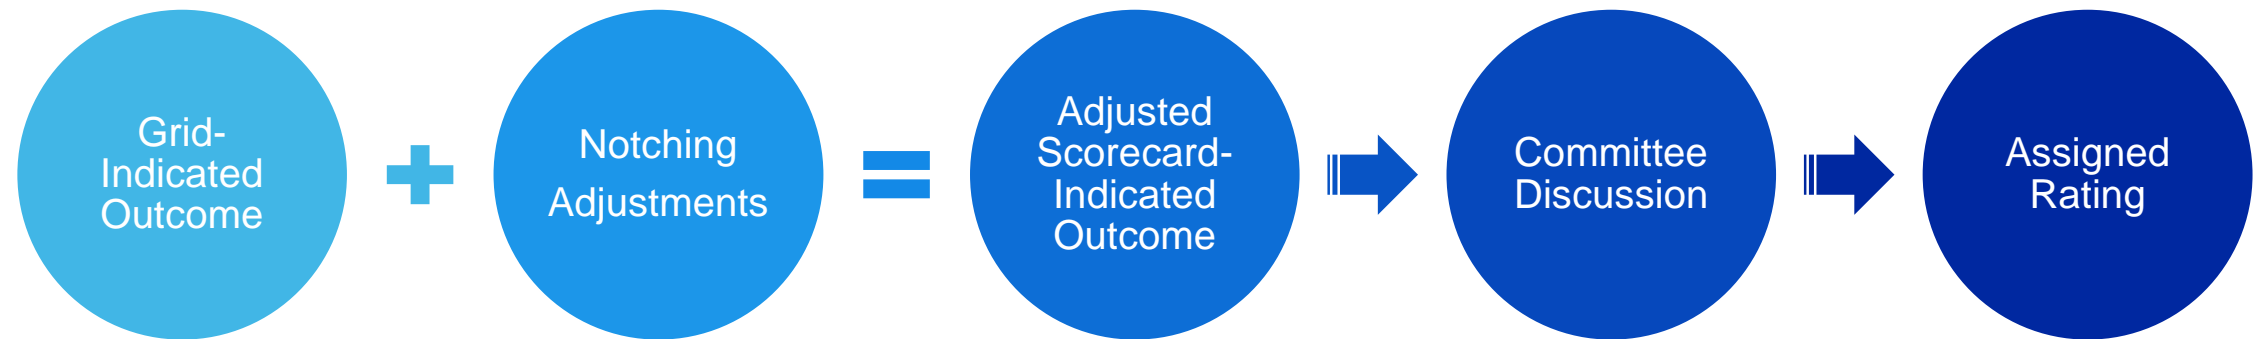 Grid-
Indicated
Outcome
Notching
Adjustments
Adjusted
Scorecard-
Indicated
Outcome
Committee
Discussion
Assigned
Rating